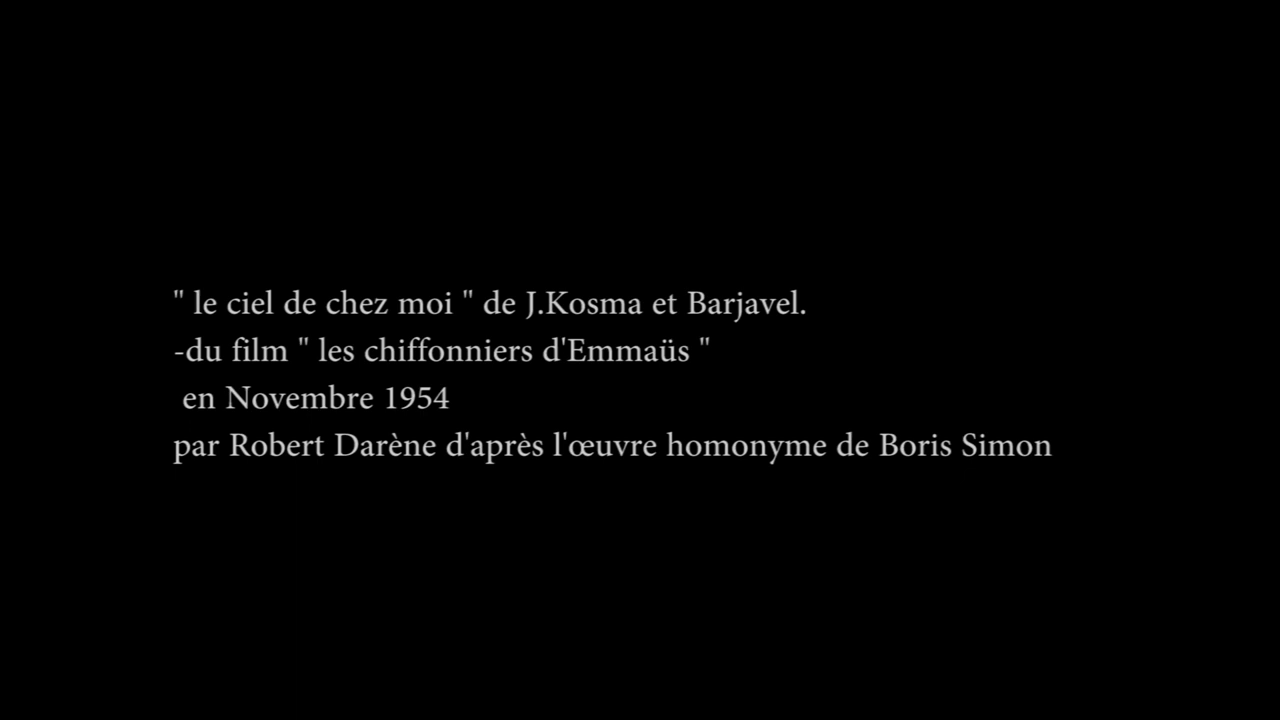 " le ciel de chez moi " de J.Kosma et Barjavel.
-du film " les chiffonniers d'Emmaüs "
en Novembre 1954
par Robert Darène d'après l'œuvre homonyme de Boris Simon